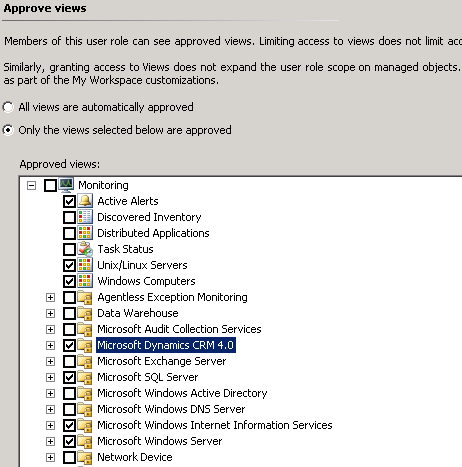 Approve views
Members of this user role can see approved views. Limiting access to views does not limit
Similarly, granting access to Views does not expand the user role scope on managed objects.
as part of the My Workspace customizations.
All views are automatically approved
Only the views selected below are approved
Approved views:
Monitoring
Active Alerts
Discovered Inventory
Distributed Applications
Task Status
Unix/Linux Servers
Windows Computers
Agentless Exception Monitoring
Data Warehouse
Microsoft Audit Collection Services
Microsoft Dynamics CRM 4.0
Microsoft Exchange Server
Microsoft SQL Server
Microsoft Windows Active Directory
Microsoft Windows DNS Server
Microsoft Windows Internet Information Services
Microsoft Windows Server
Network Device